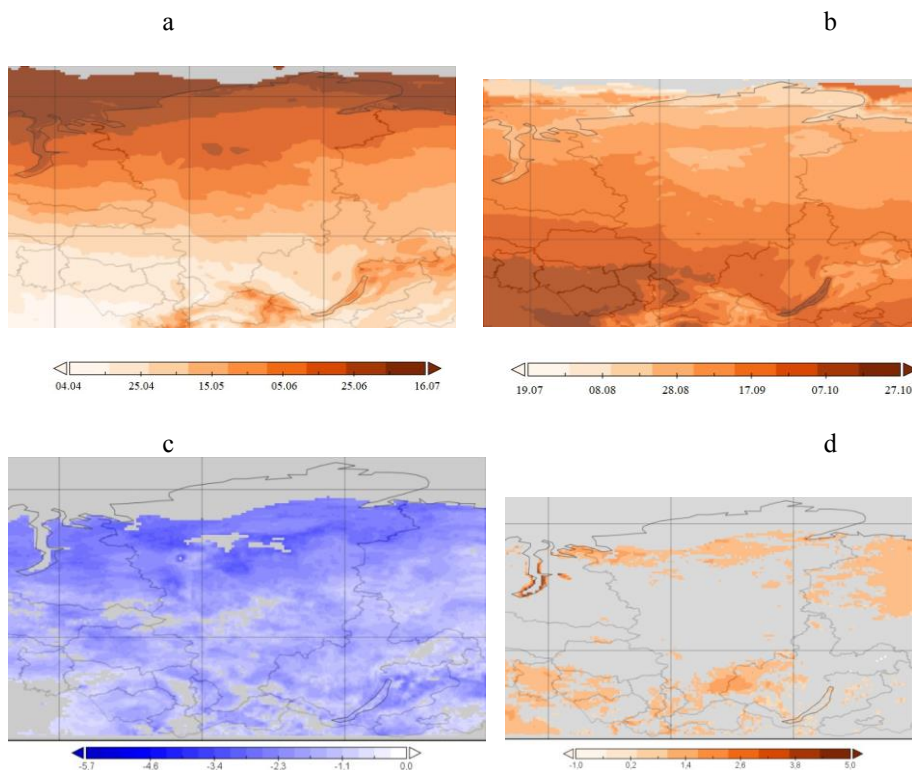 a
b
04.04 25.04 15.05 05.06 25.06 16.07
19.07 08.08 28.08 17.09 07.10 27.10
c
d
-5.7 -4.6 -3.4 -2.3 -1.1 0.0
-1,0 0,2 1,4 2,6 3,8 5,0